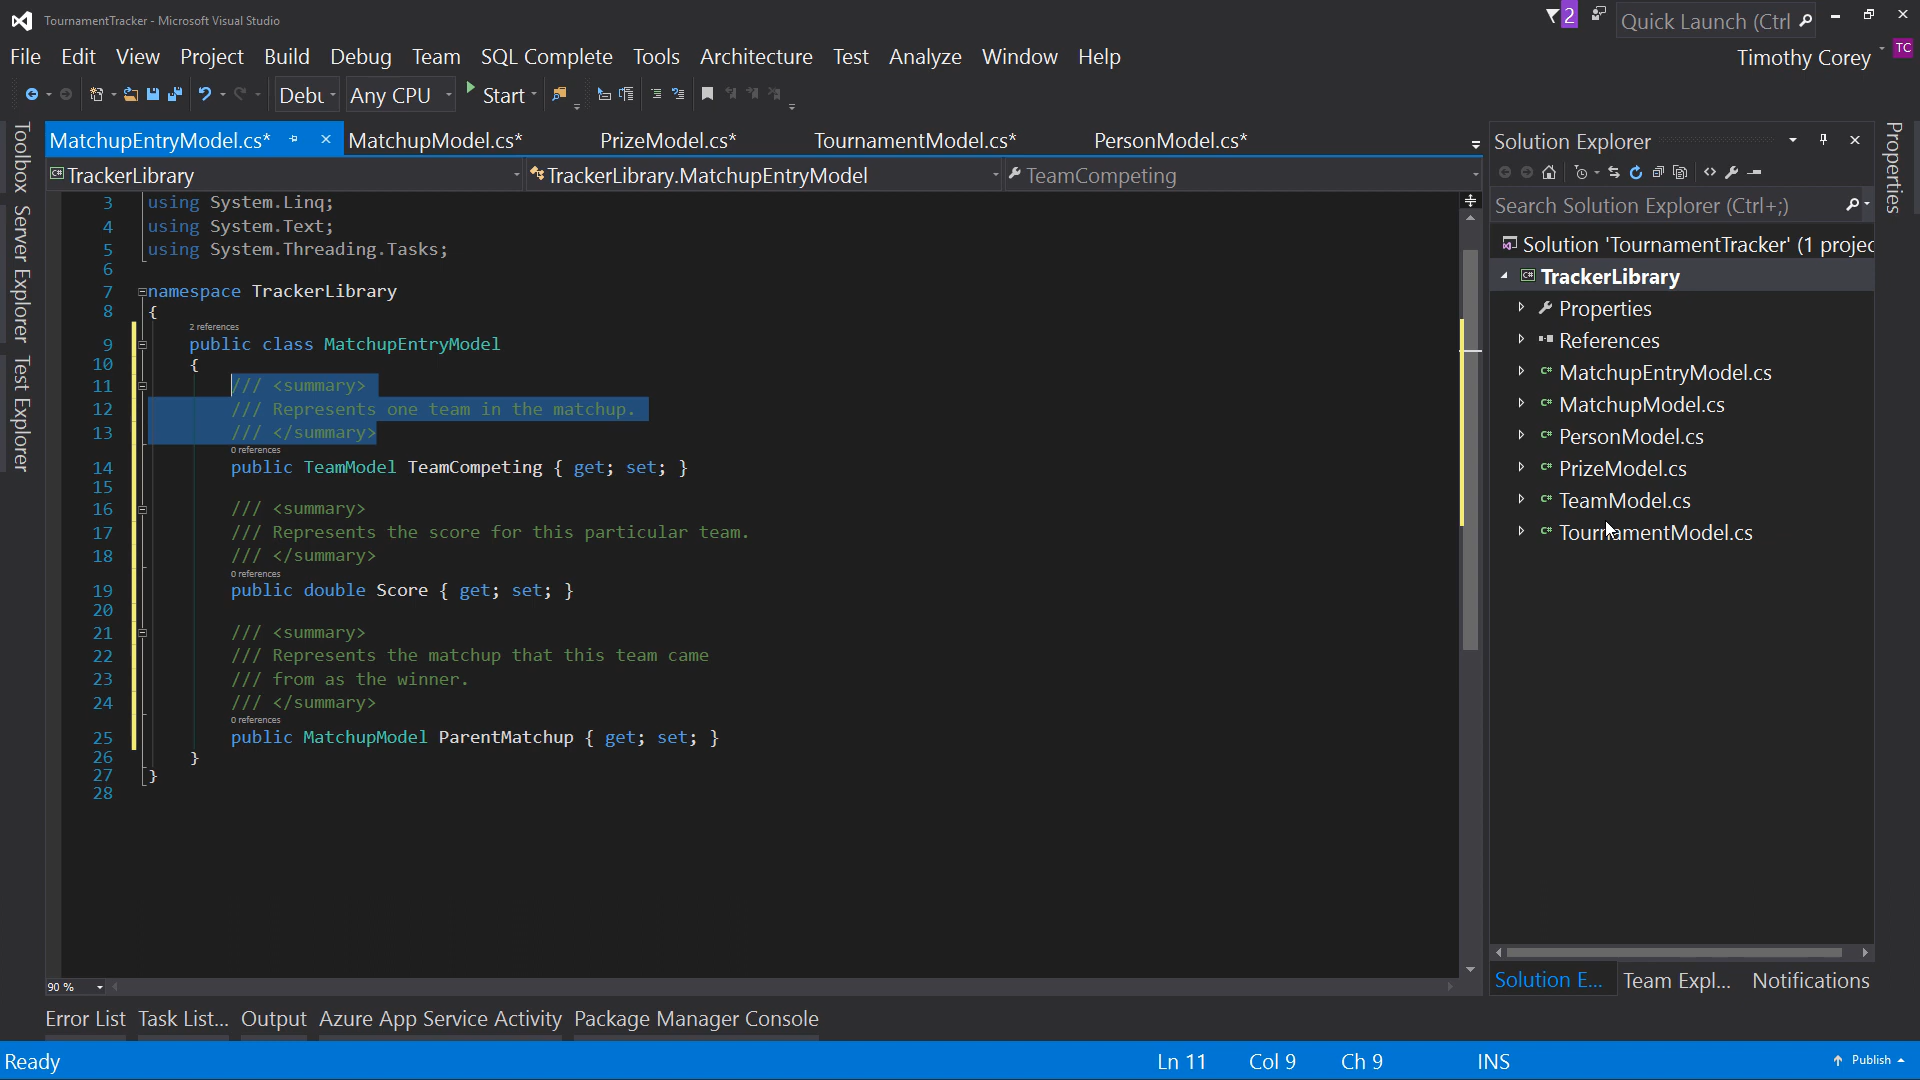 TournamentTracker - Microsoft Visual Studio
2
Quick Launch (Ctrl
File Edit View Project Build Debug Team SQL Complete Tools Architecture Test Analyze Window Help
Timothy Corey
TC
Debu Any CPU Start
Toolbox
Server Explorer
Test Explorer
MatchupEntryModel.cs* MatchupModel.cs* PrizeModel.cs* TournamentModel.cs* PersonModel.cs*
TrackerLibrary TrackerLibrary.MatchupEntryModel TeamCompeting
3 using System.Linq;
4 using System.Text;
5 using System.Threading.Tasks;
6
7 namespace TrackerLibrary
8 {
2 references
9 public class MatchupEntryModel
10 {
11 /// <summary>
12 /// Represents one team in the matchup.
13 /// </summary>
0 references
14 public TeamModel TeamCompeting { get; set; }
15
16 /// <summary>
17 /// Represents the score for this particular team.
18 /// </summary>
0 references
19 public double Score { get; set; }
20
21 /// <summary>
22 /// Represents the matchup that this team came
23 /// from as the winner.
24 /// </summary>
0 references
25 public MatchupModel ParentMatchup { get; set; }
26 }
27 }
28
90 %
Solution Explorer
Search Solution Explorer (Ctrl+;)
Solution 'TournamentTracker' (1 projec
TrackerLibrary
Properties
References
MatchupEntryModel.cs
MatchupModel.cs
PersonModel.cs
PrizeModel.cs
TeamModel.cs
TournamentModel.cs
Solution E... Team Expl... Notifications
Properties
Error List Task List... Output Azure App Service Activity Package Manager Console
Ready Ln 11 Col 9 Ch 9 INS Publish